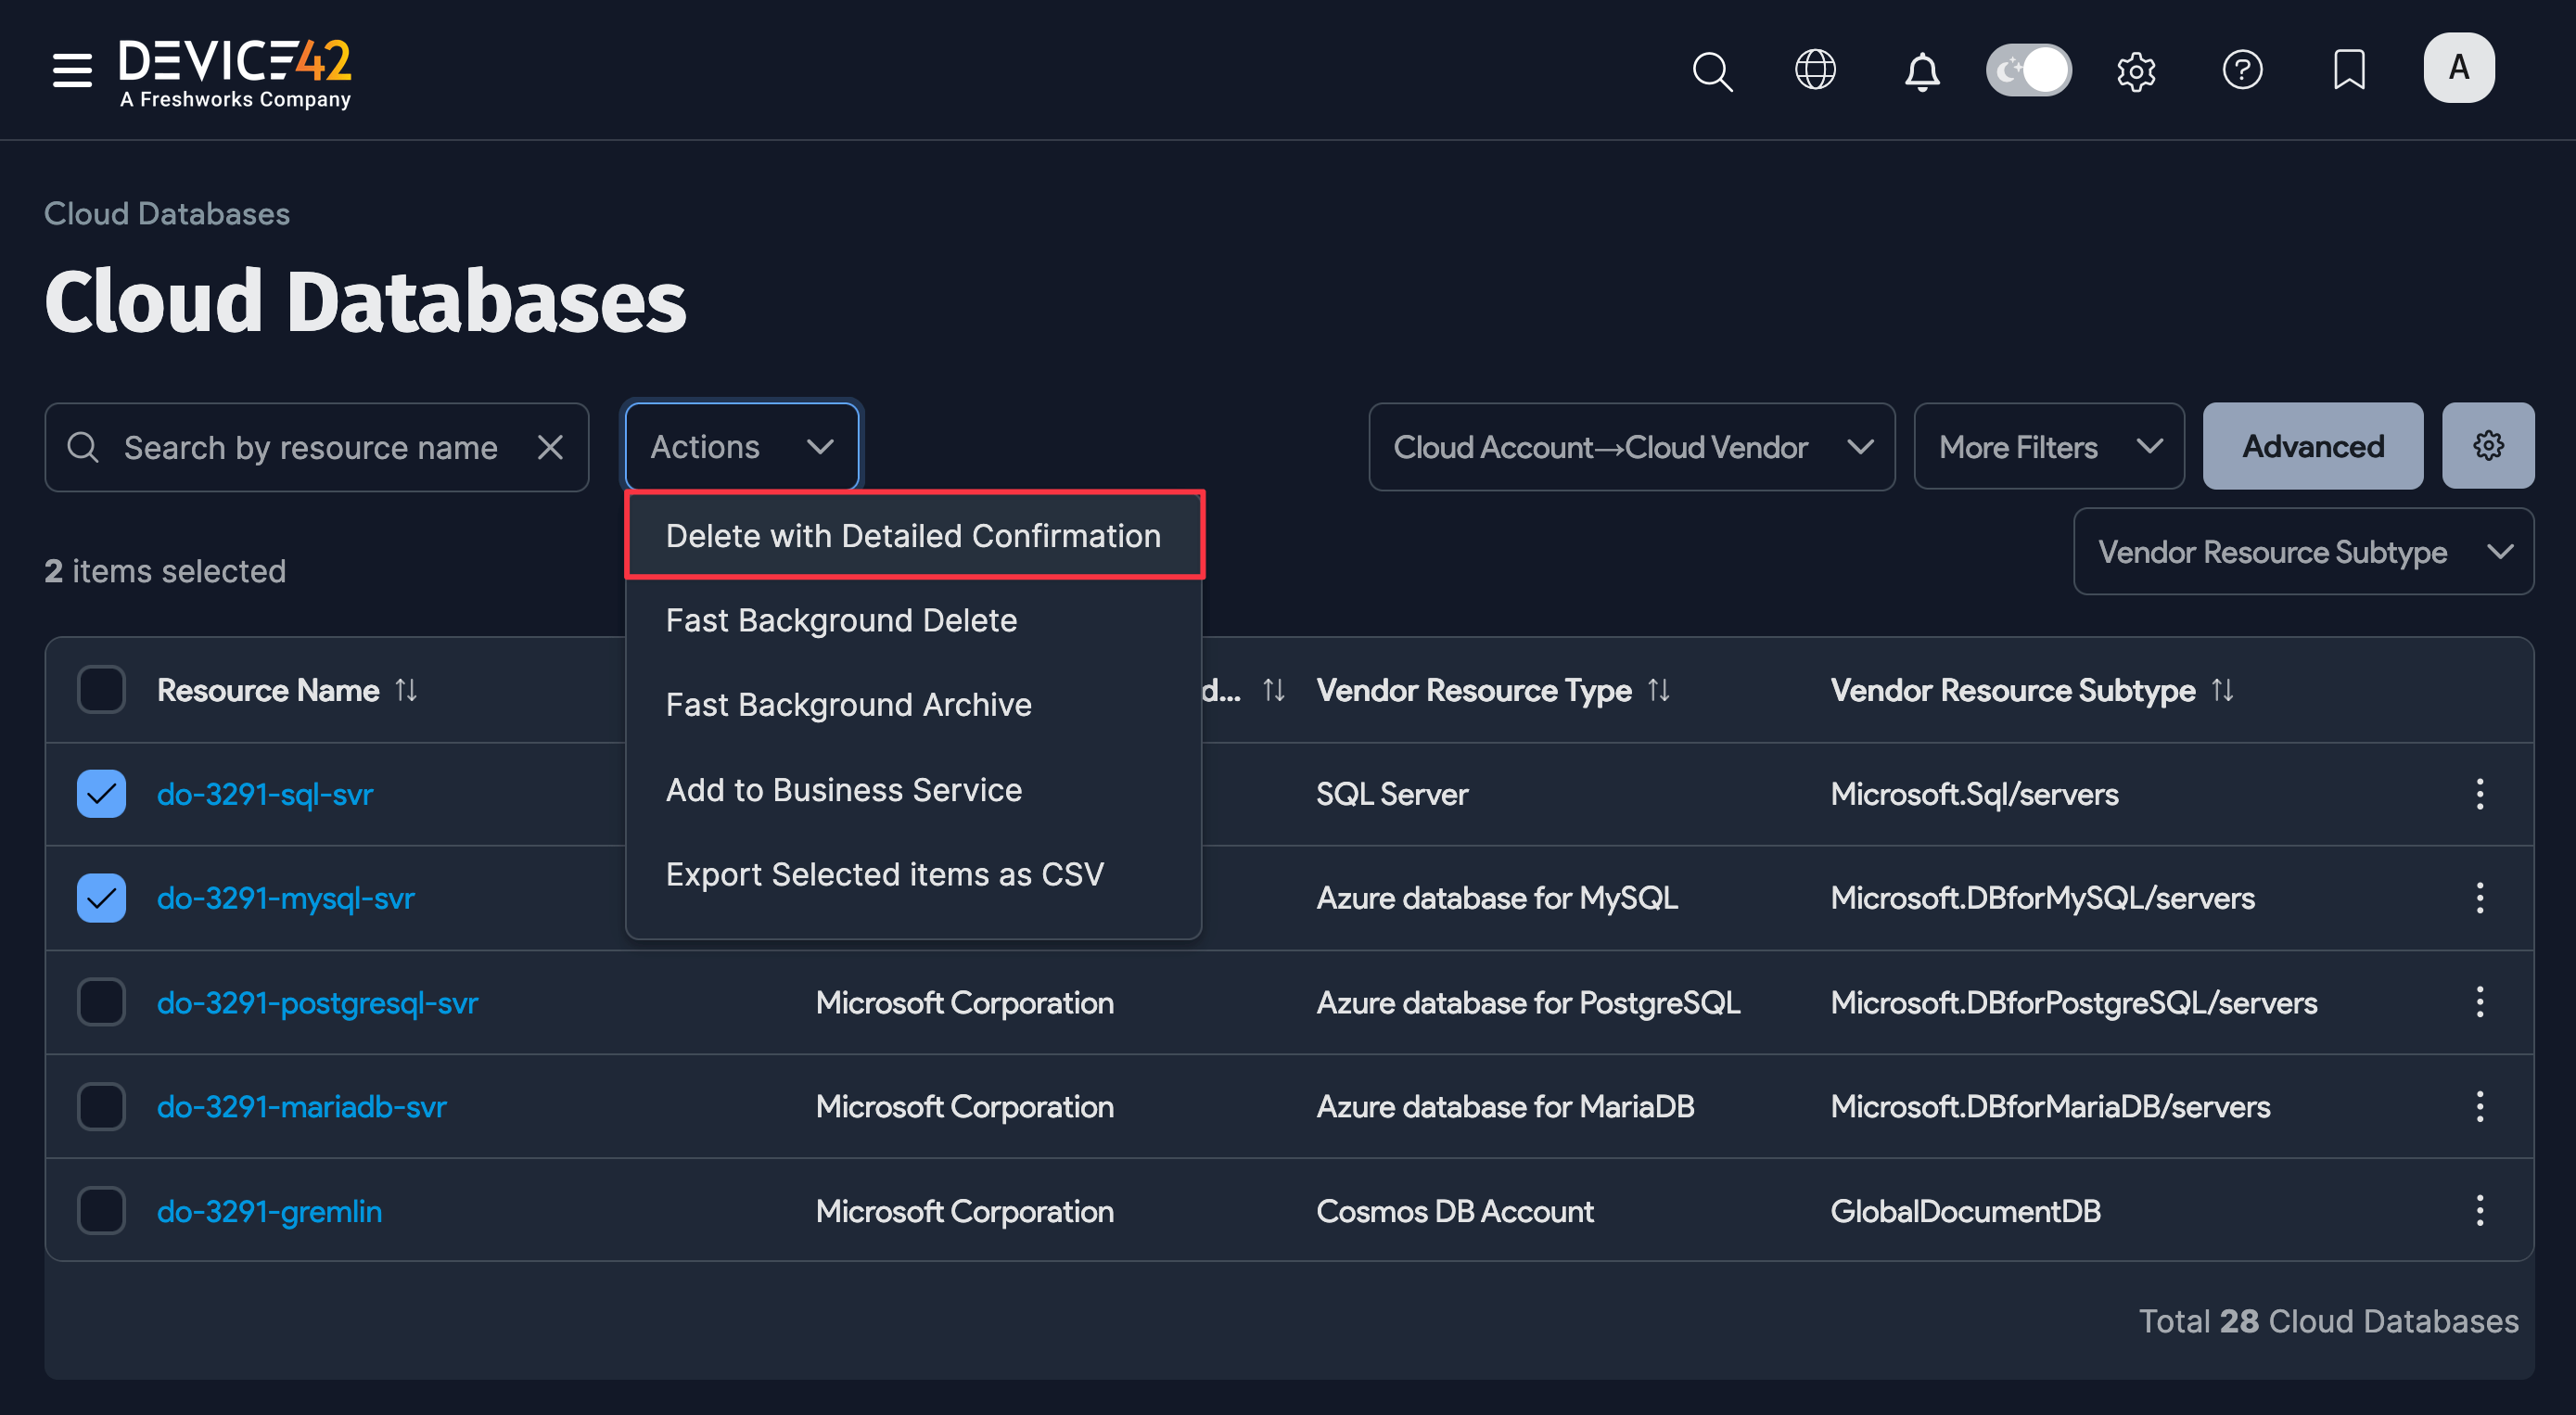 DEVICE42
A Freshworks Company
A
Cloud Databases
Cloud Databases
Search by resource name
Actions
Cloud Account→Cloud Vendor
More Filters
Advanced
Delete with Detailed Confirmation
Vendor Resource Subtype
2 items selected
Fast Background Delete
Fast Background Archive
Add to Business Service
Export Selected items as CSV
Resource Name d... Vendor Resource Type Vendor Resource Subtype
do-3291-sql-svr SQL Server Microsoft.Sql/servers
do-3291-mysql-svr Azure database for MySQL Microsoft.DBforMySQL/servers
do-3291-postgresql-svr Microsoft Corporation Azure database for PostgreSQL Microsoft.DBforPostgreSQL/servers
do-3291-mariadb-svr Microsoft Corporation Azure database for MariaDB Microsoft.DBforMariaDB/servers
do-3291-gremlin Microsoft Corporation Cosmos DB Account GlobalDocumentDB
Total 28 Cloud Databases